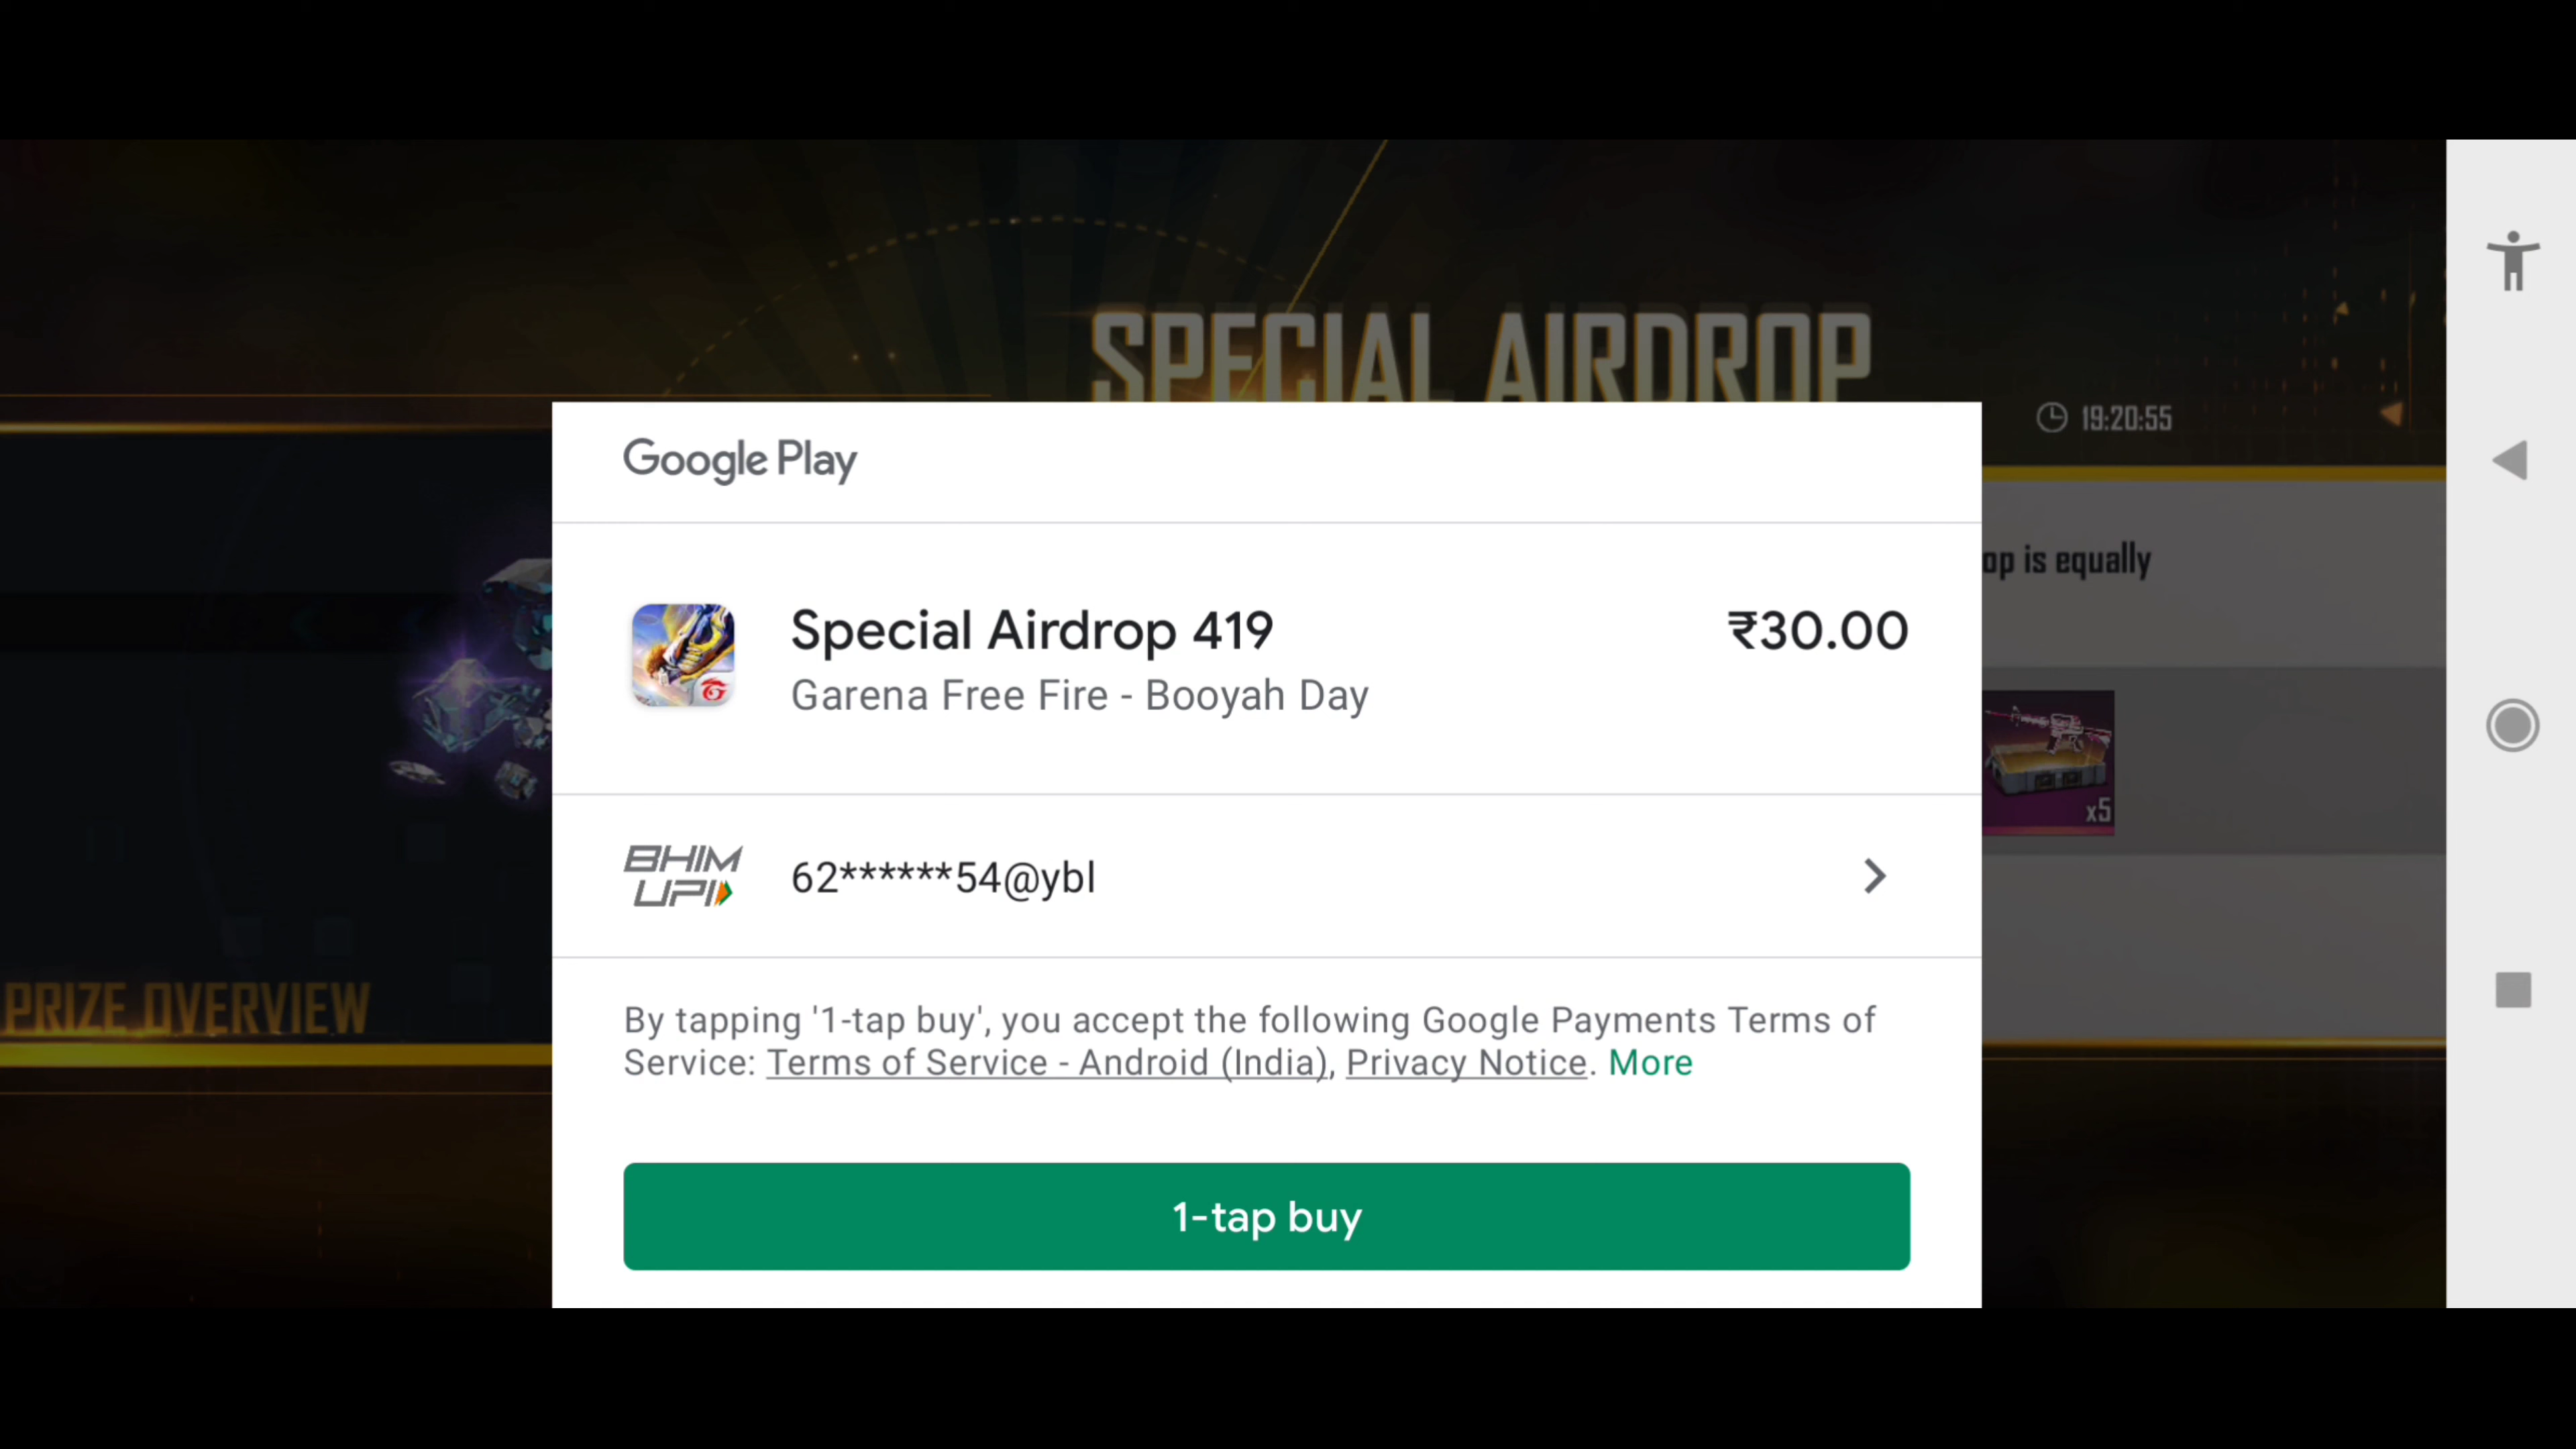 SPECIAL AIRDROP
19:20:55
Google Play
op is equally
Special Airdrop 419
₹30.00
Garena Free Fire - Booyah Day
x5
BHIM
UPI
62******54@ybl
PRIZE OVERVIEW
By tapping '1-tap buy', you accept the following Google Payments Terms of
Service: Terms of Service - Android (India), Privacy Notice. More
1-tap buy